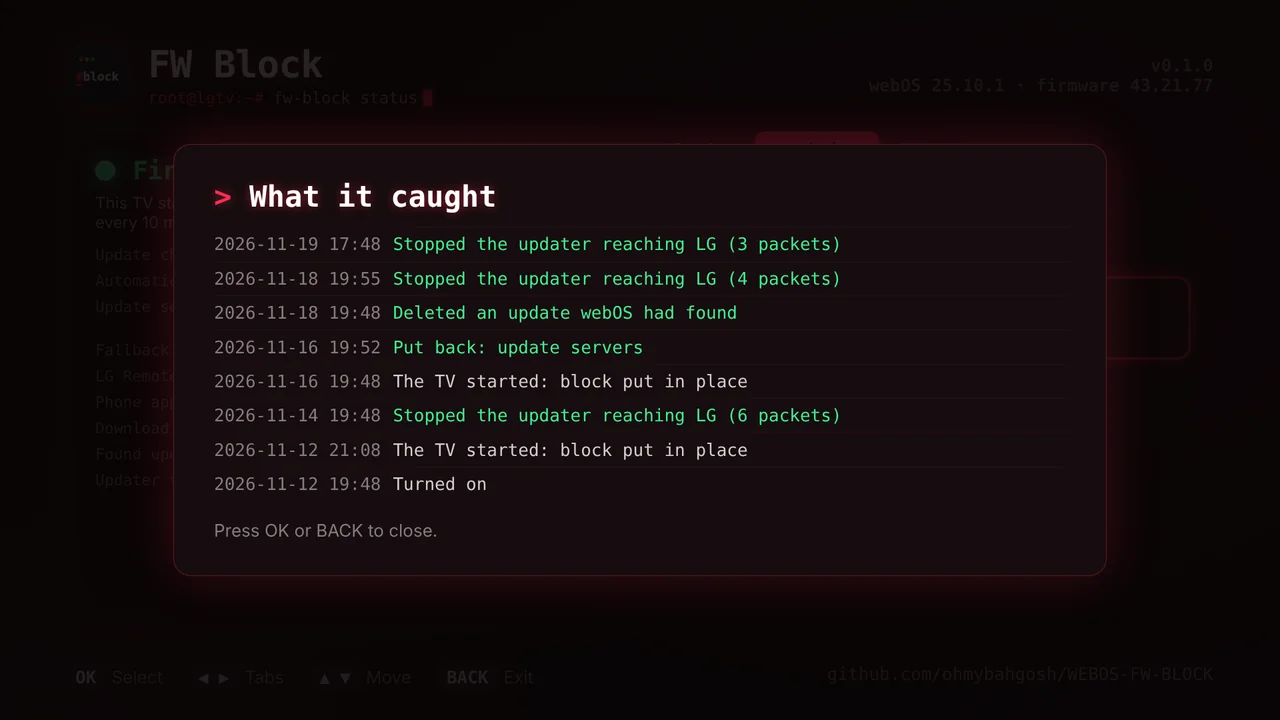 block
FW Block
root@lgtv:~# fw-block status
v0.1.0
webOS 25.10.1 · firmware 43.21.77
Fir
This TV st
every 10 m
Update c
Automatic
Update se
Fallback
LG Remot
Phone app
Download
Found upd
Updater
> What it caught
2026-11-19 17:48 Stopped the updater reaching LG (3 packets)
2026-11-18 19:55 Stopped the updater reaching LG (4 packets)
2026-11-18 19:48 Deleted an update webOS had found
2026-11-16 19:52 Put back: update servers
2026-11-16 19:48 The TV started: block put in place
2026-11-14 19:48 Stopped the updater reaching LG (6 packets)
2026-11-12 21:08 The TV started: block put in place
2026-11-12 19:48 Turned on
Press OK or BACK to close.
OK Select ◀ ▶ Tabs ▲ ▼ Move BACK Exit
github.com/ohmybahgosh/WEBOS-FW-BLOCK